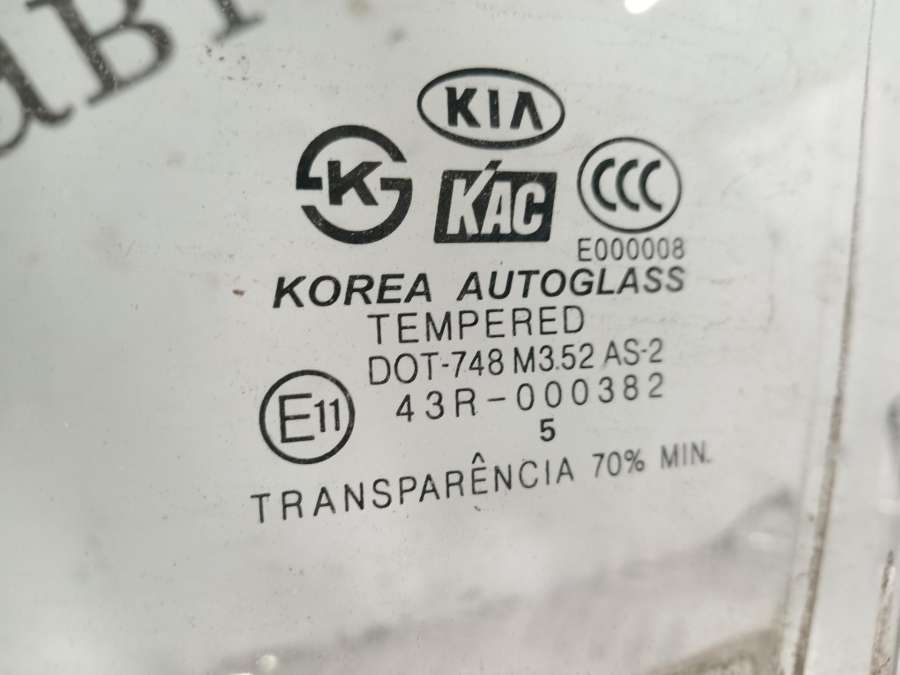 KIA
K
KAC
CCC
E000008
KOREA AUTOGLASS
TEMPERED
DOT-748 M3.52 AS-2
E11
43R-000382
5
TRANSPARÊNCIA 70% MIN.